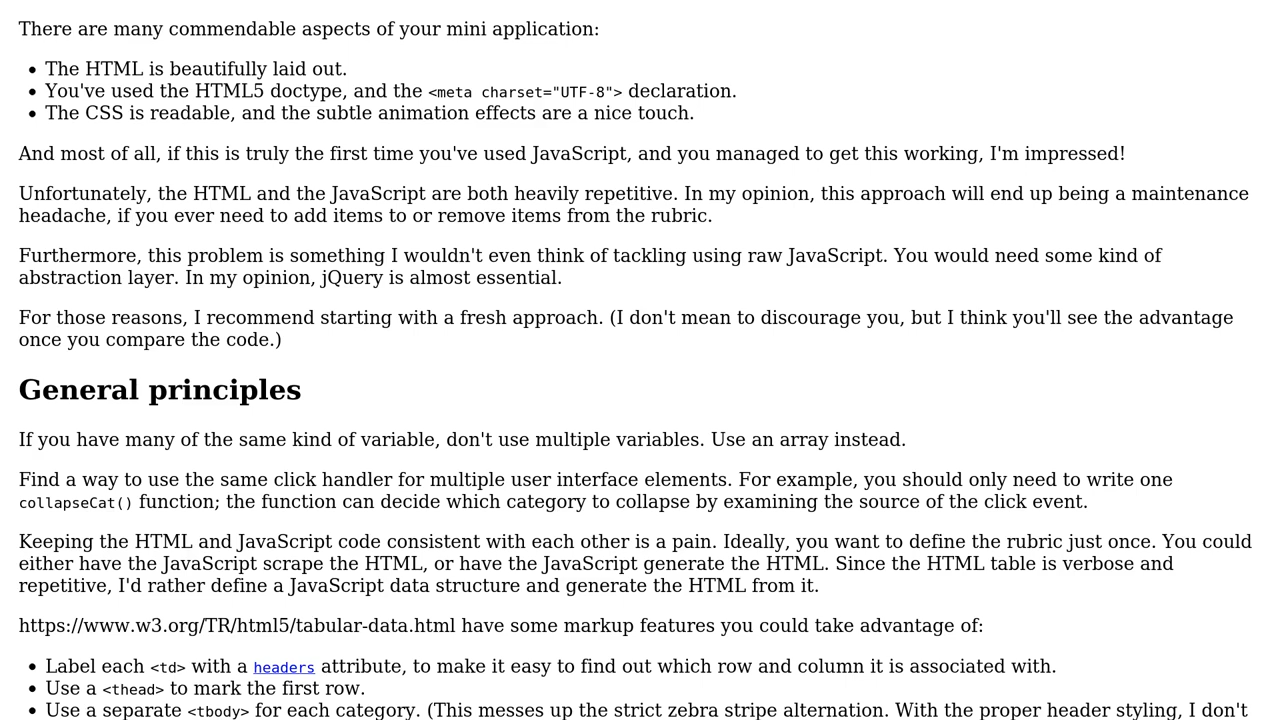 There are many commendable aspects of your mini application:
• The HTML is beautifully laid out.
• You've used the HTML5 doctype, and the <meta charset="UTF-8"> declaration.
• The CSS is readable, and the subtle animation effects are a nice touch.
And most of all, if this is truly the first time you've used JavaScript, and you managed to get this working, I'm impressed!
Unfortunately, the HTML and the JavaScript are both heavily repetitive. In my opinion, this approach will end up being a maintenance
headache, if you ever need to add items to or remove items from the rubric.
Furthermore, this problem is something I wouldn't even think of tackling using raw JavaScript. You would need some kind of
abstraction layer. In my opinion, jQuery is almost essential.
For those reasons, I recommend starting with a fresh approach. (I don't mean to discourage you, but I think you'll see the advantage
once you compare the code.)
General principles
If you have many of the same kind of variable, don't use multiple variables. Use an array instead.
Find a way to use the same click handler for multiple user interface elements. For example, you should only need to write one
collapseCat() function; the function can decide which category to collapse by examining the source of the click event.
Keeping the HTML and JavaScript code consistent with each other is a pain. Ideally, you want to define the rubric just once. You could
either have the JavaScript scrape the HTML, or have the JavaScript generate the HTML. Since the HTML table is verbose and
repetitive, I'd rather define a JavaScript data structure and generate the HTML from it.
https://www.w3.org/TR/html5/tabular-data.html have some markup features you could take advantage of:
• Label each <td> with a headers attribute, to make it easy to find out which row and column it is associated with.
• Use a <thead> to mark the first row.
• Use a separate <tbody> for each category. (This messes up the strict zebra stripe alternation. With the proper header styling, I don't